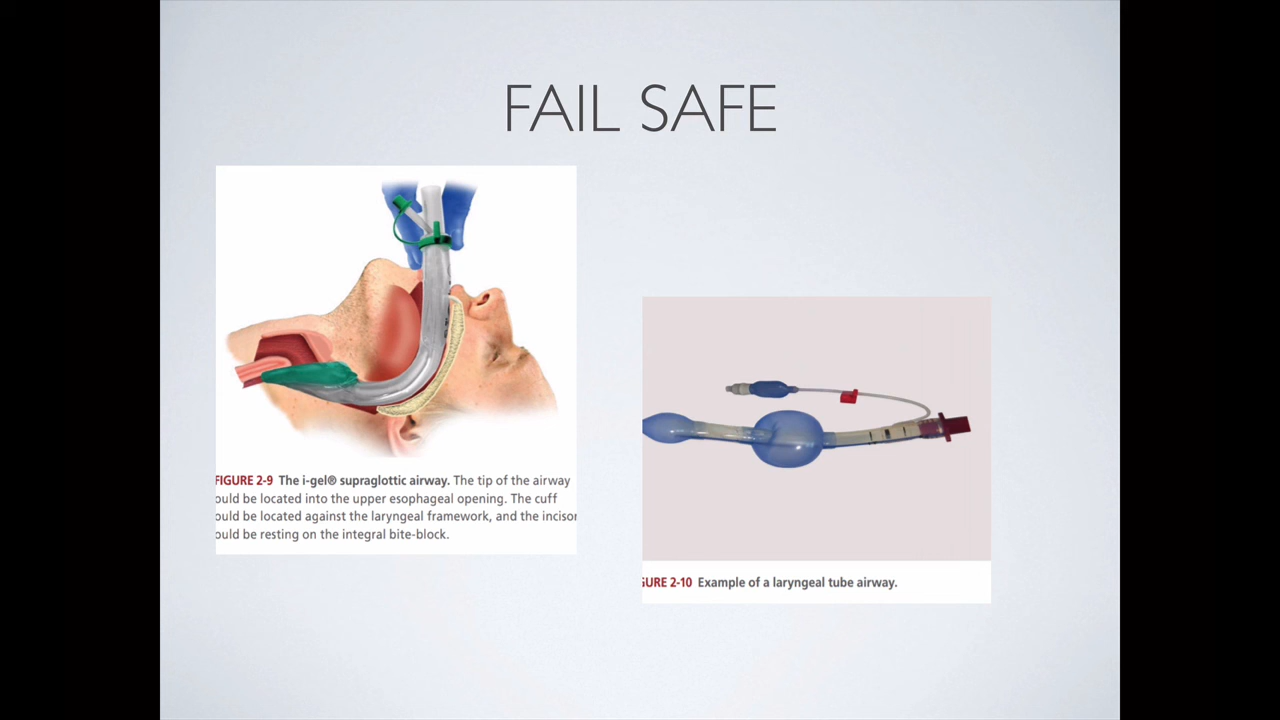 FAIL SAFE
FIGURE 2-9 The i-gel® supraglottic airway. The tip of the airway
ould be located into the upper esophageal opening. The cuff
ould be located against the laryngeal framework, and the incisor
ould be resting on the integral bite-block.
GURE 2-10 Example of a laryngeal tube airway.